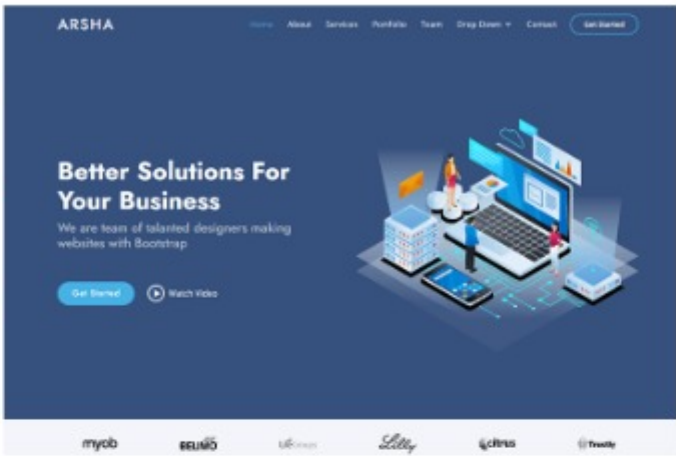 ARSHA
Home About Services Portfolio Team Drop Down Contact Get Started
Better Solutions For
Your Business
We are team of talanted designers making
websites with Bootstrap
Get Started Watch Video
myob BELIMO Lilly citrus Trustly